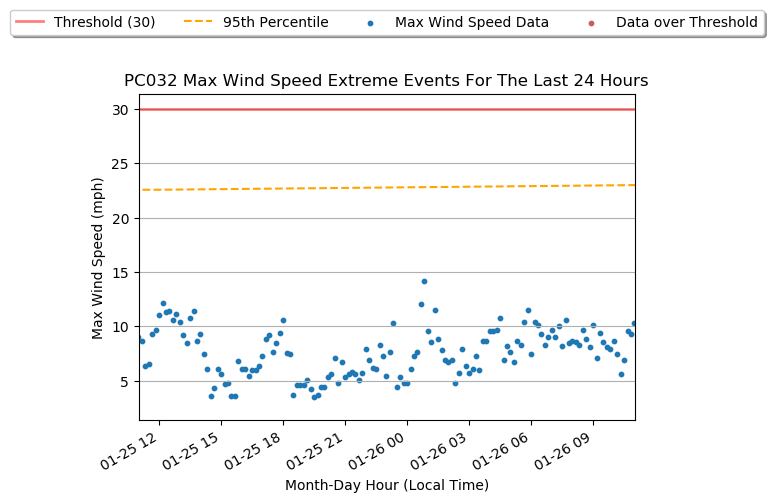 Threshold (30) 95th Percentile Max Wind Speed Data Data over Threshold
PC032 Max Wind Speed Extreme Events For The Last 24 Hours
30
25
20
15
10
5
Max Wind Speed (mph)
01-25 12 01-25 15 01-25 18 01-25 21 01-26 00 01-26 03 01-26 06 01-26 09
Month-Day Hour (Local Time)